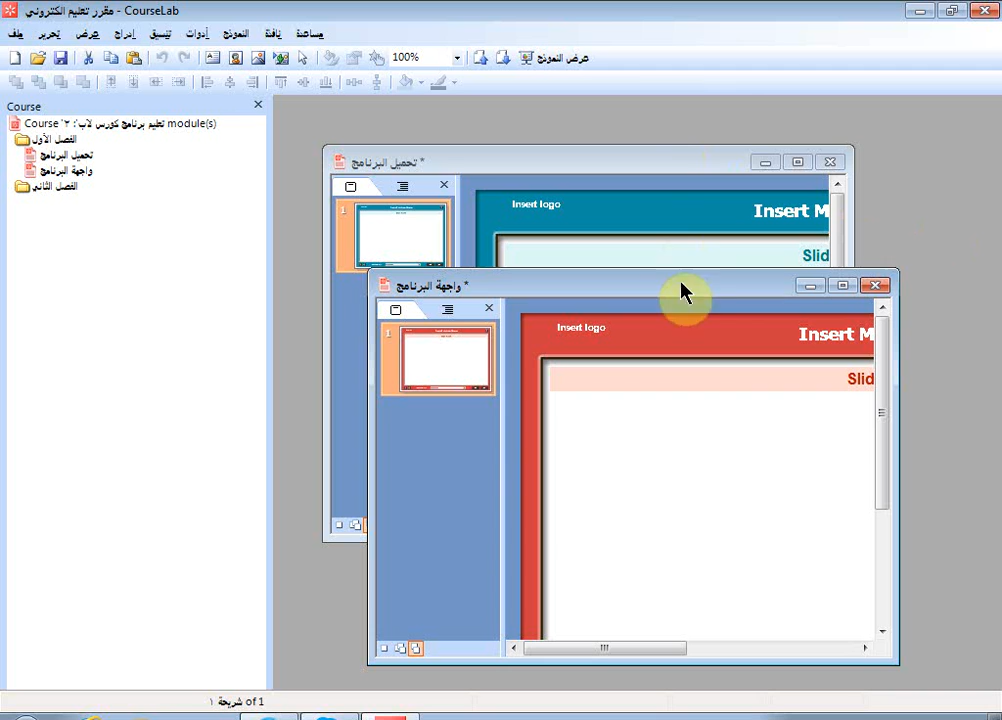 مقرر تعليم الكتروني - CourseLab
ملف تحرير عرض إدراج تنسيق أدوات النموذج نافذة مساعدة
100% عرض النموذج
Course
Course 'تعليم برنامج كورس لاب': ٢ module(s)
الفصل الأول
تحميل البرنامج
واجهة البرنامج
الفصل الثاني
تحميل البرنامج *
1
Insert logo
Insert M
Slid
واجهة البرنامج *
1
Insert logo
Insert M
Slid
شريحة ١ of 1